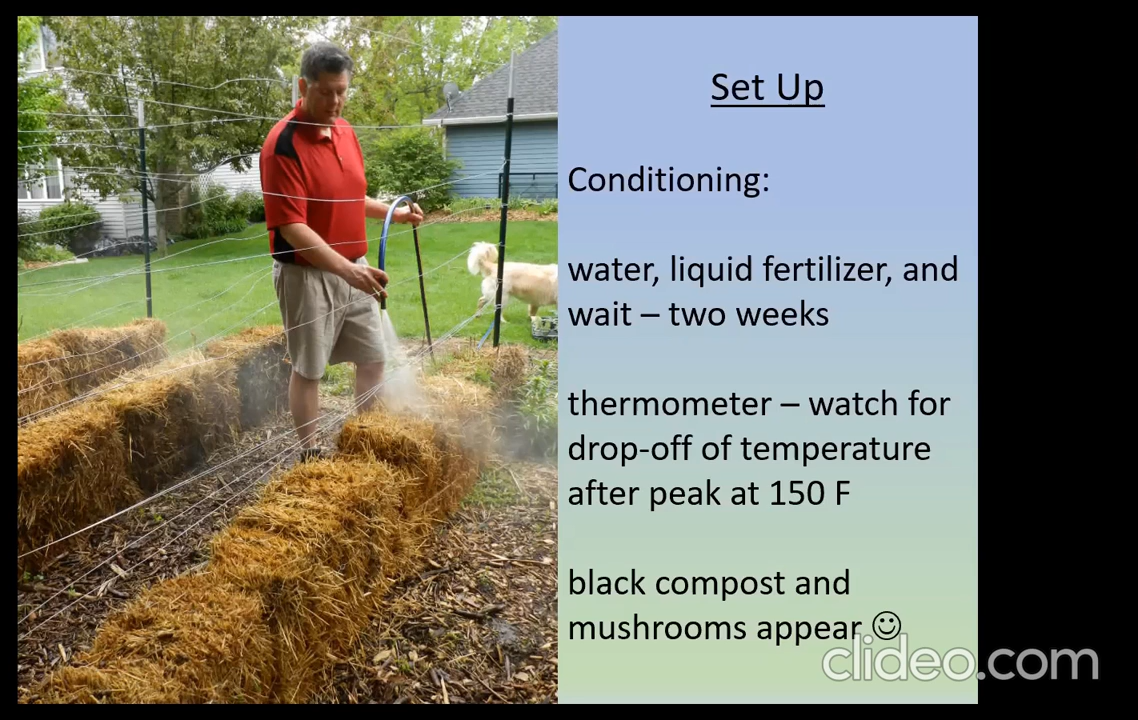 Set Up
Conditioning:
water, liquid fertilizer, and
wait – two weeks
thermometer – watch for
drop-off of temperature
after peak at 150 F
black compost and
mushrooms appear ☺
clideo.com